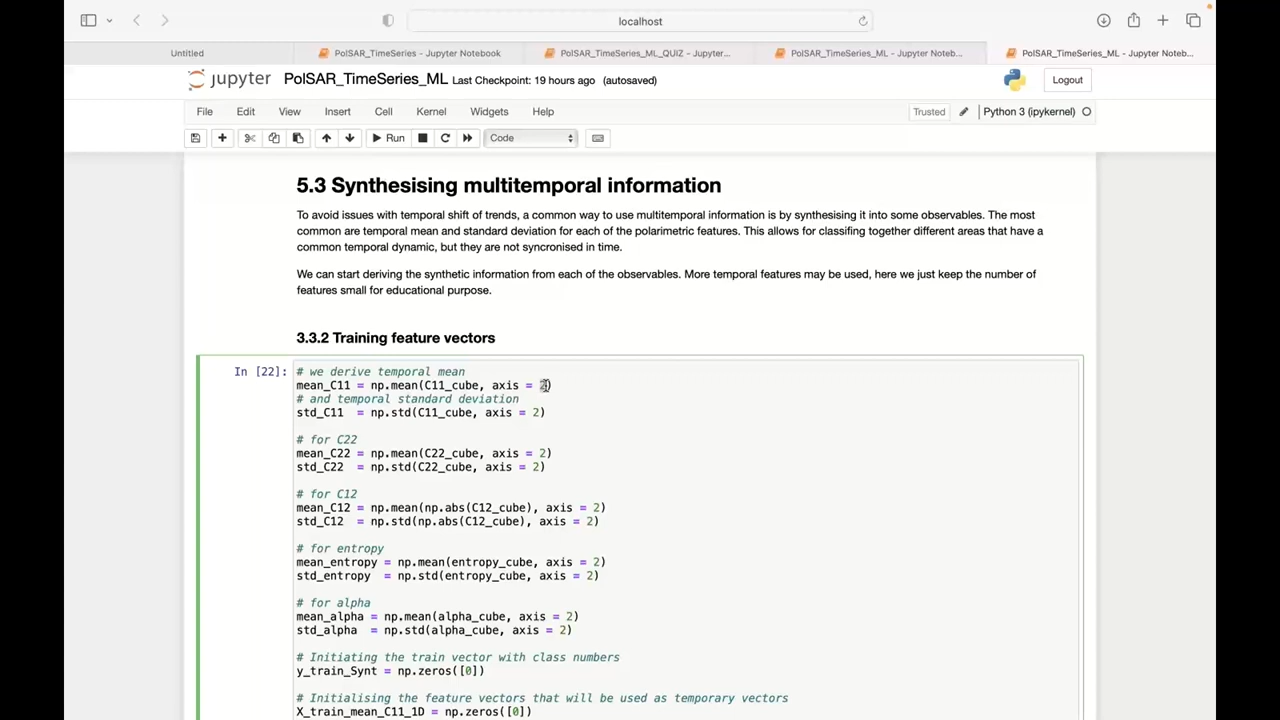 localhost
Untitled
PolSAR_TimeSeries - Jupyter Notebook
PolSAR_TimeSeries_ML_QUIZ - Jupyter...
PolSAR_TimeSeries_ML - Jupyter Noteb...
PolSAR_TimeSeries_ML - Jupyter Noteb...
jupyter PolSAR_TimeSeries_ML Last Checkpoint: 19 hours ago (autosaved)
Logout
File Edit View Insert Cell Kernel Widgets Help
Trusted
Python 3 (ipykernel)
Run
Code
5.3 Synthesising multitemporal information
To avoid issues with temporal shift of trends, a common way to use multitemporal information is by synthesising it into some observables. The most
common are temporal mean and standard deviation for each of the polarimetric features. This allows for classifing together different areas that have a
common temporal dynamic, but they are not syncronised in time.
We can start deriving the synthetic information from each of the observables. More temporal features may be used, here we just keep the number of
features small for educational purpose.
3.3.2 Training feature vectors
In [22]:
# we derive temporal mean
mean_C11 = np.mean(C11_cube, axis = 2)
# and temporal standard deviation
std_C11  = np.std(C11_cube, axis = 2)
# for C22
mean_C22 = np.mean(C22_cube, axis = 2)
std_C22  = np.std(C22_cube, axis = 2)
# for C12
mean_C12 = np.mean(np.abs(C12_cube), axis = 2)
std_C12  = np.std(np.abs(C12_cube), axis = 2)
# for entropy
mean_entropy = np.mean(entropy_cube, axis = 2)
std_entropy  = np.std(entropy_cube, axis = 2)
# for alpha
mean_alpha = np.mean(alpha_cube, axis = 2)
std_alpha  = np.std(alpha_cube, axis = 2)
# Initiating the train vector with class numbers
y_train_Synt = np.zeros([0])
# Initialising the feature vectors that will be used as temporary vectors
X_train_mean_C11_1D = np.zeros([0])